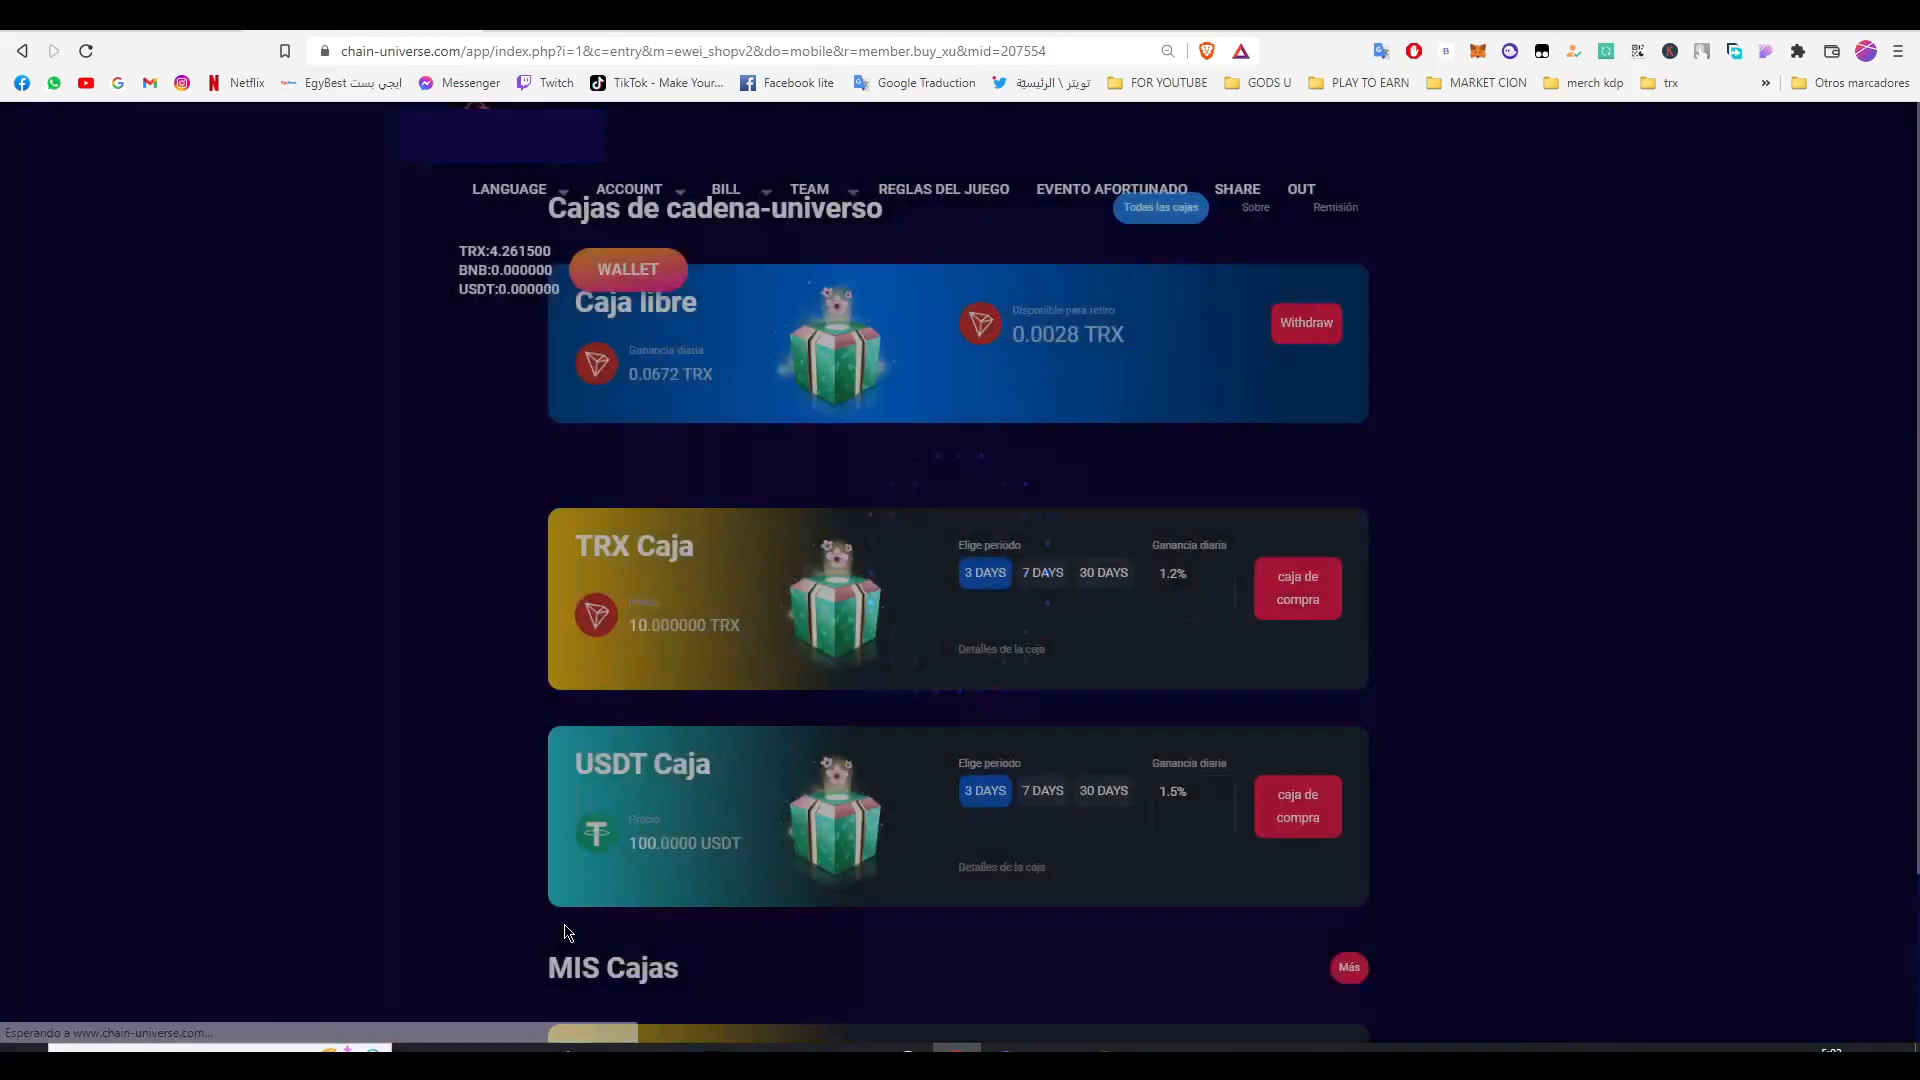 chain-universe.com/app/index.php?i=1&c=entry&m=ewei_shopv2&do=mobile&r=member.buy_xu&mid=207554
Netflix
EgyBest ايجي بست
Messenger
Twitch
TikTok - Make Your...
Facebook lite
Google Traduction
تويتر \ الرئيسيّة
FOR YOUTUBE
GODS U
PLAY TO EARN
MARKET CION
merch kdp
trx
»
Otros marcadores
LANGUAGE ACCOUNT BILL TEAM REGLAS DEL JUEGO EVENTO AFORTUNADO SHARE OUT
Cajas de cadena-universo
Todas las cajas
Sobre
Remisión
TRX:4.261500
BNB:0.000000
USDT:0.000000
WALLET
Caja libre
Ganancia diaria
0.0672 TRX
Disponible para retiro
0.0028 TRX
Withdraw
TRX Caja
Precio
10.000000 TRX
Elige periodo
3 DAYS 7 DAYS 30 DAYS
Ganancia diaria
1.2%
caja de
compra
Detalles de la caja
USDT Caja
Precio
100.0000 USDT
Elige periodo
3 DAYS 7 DAYS 30 DAYS
Ganancia diaria
1.5%
caja de
compra
Detalles de la caja
MIS Cajas
Más
Esperando a www.chain-universe.com...